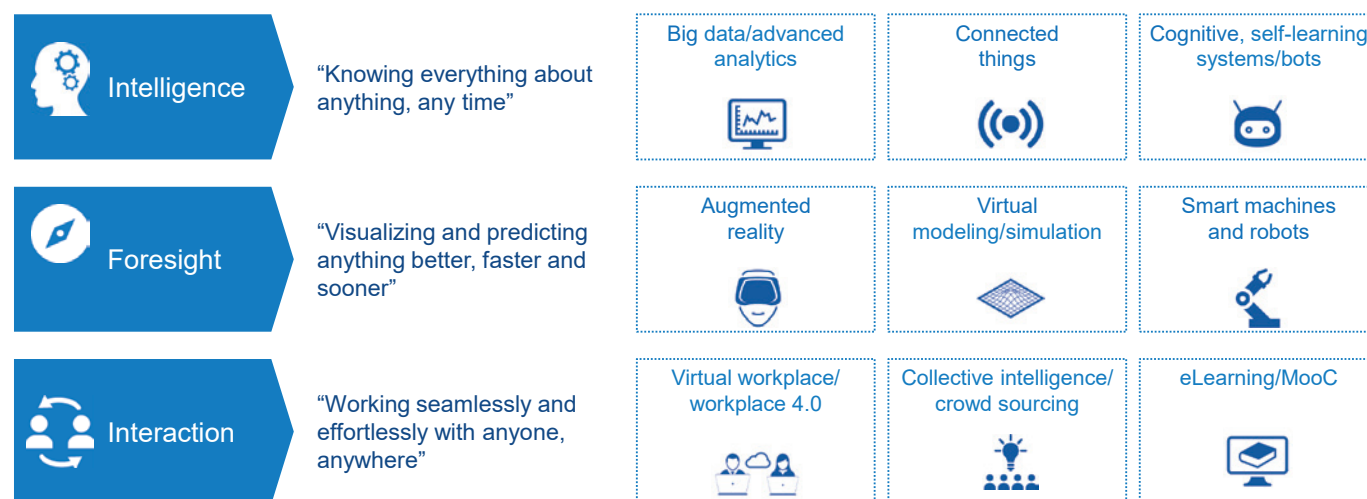 Intelligence
“Knowing everything about
anything, any time”
Big data/advanced
analytics
Connected
things
Cognitive, self-learning
systems/bots
Foresight
“Visualizing and predicting
anything better, faster and
sooner”
Augmented
reality
Virtual
modeling/simulation
Smart machines
and robots
Interaction
“Working seamlessly and
effortlessly with anyone,
anywhere”
Virtual workplace/
workplace 4.0
Collective intelligence/
crowd sourcing
eLearning/MooC